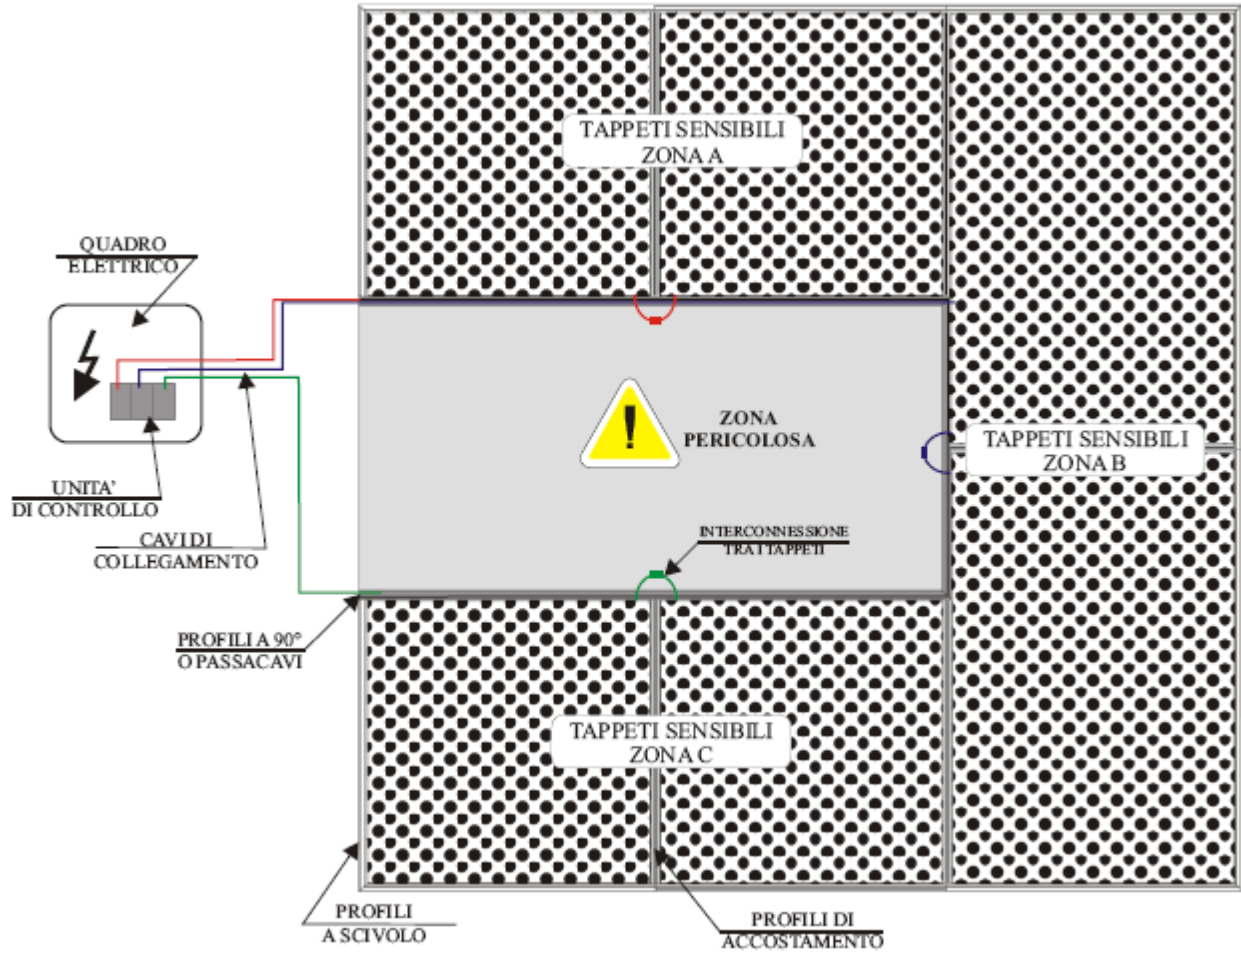 TAPPETI SENSIBILI
ZONA A
QUADRO
ELETTRICO
ZONA
PERICOLOSA
TAPPETI SENSIBILI
ZONA B
UNITA'
DI CONTROLLO
CAVI DI
COLLEGAMENTO
INTERCONNESSIONE
TRA I TAPPETI
PROFILI A 90°
O PASSACAVI
TAPPETI SENSIBILI
ZONA C
PROFILI
A SCIVOLO
PROFILI DI
ACCOSTAMENTO